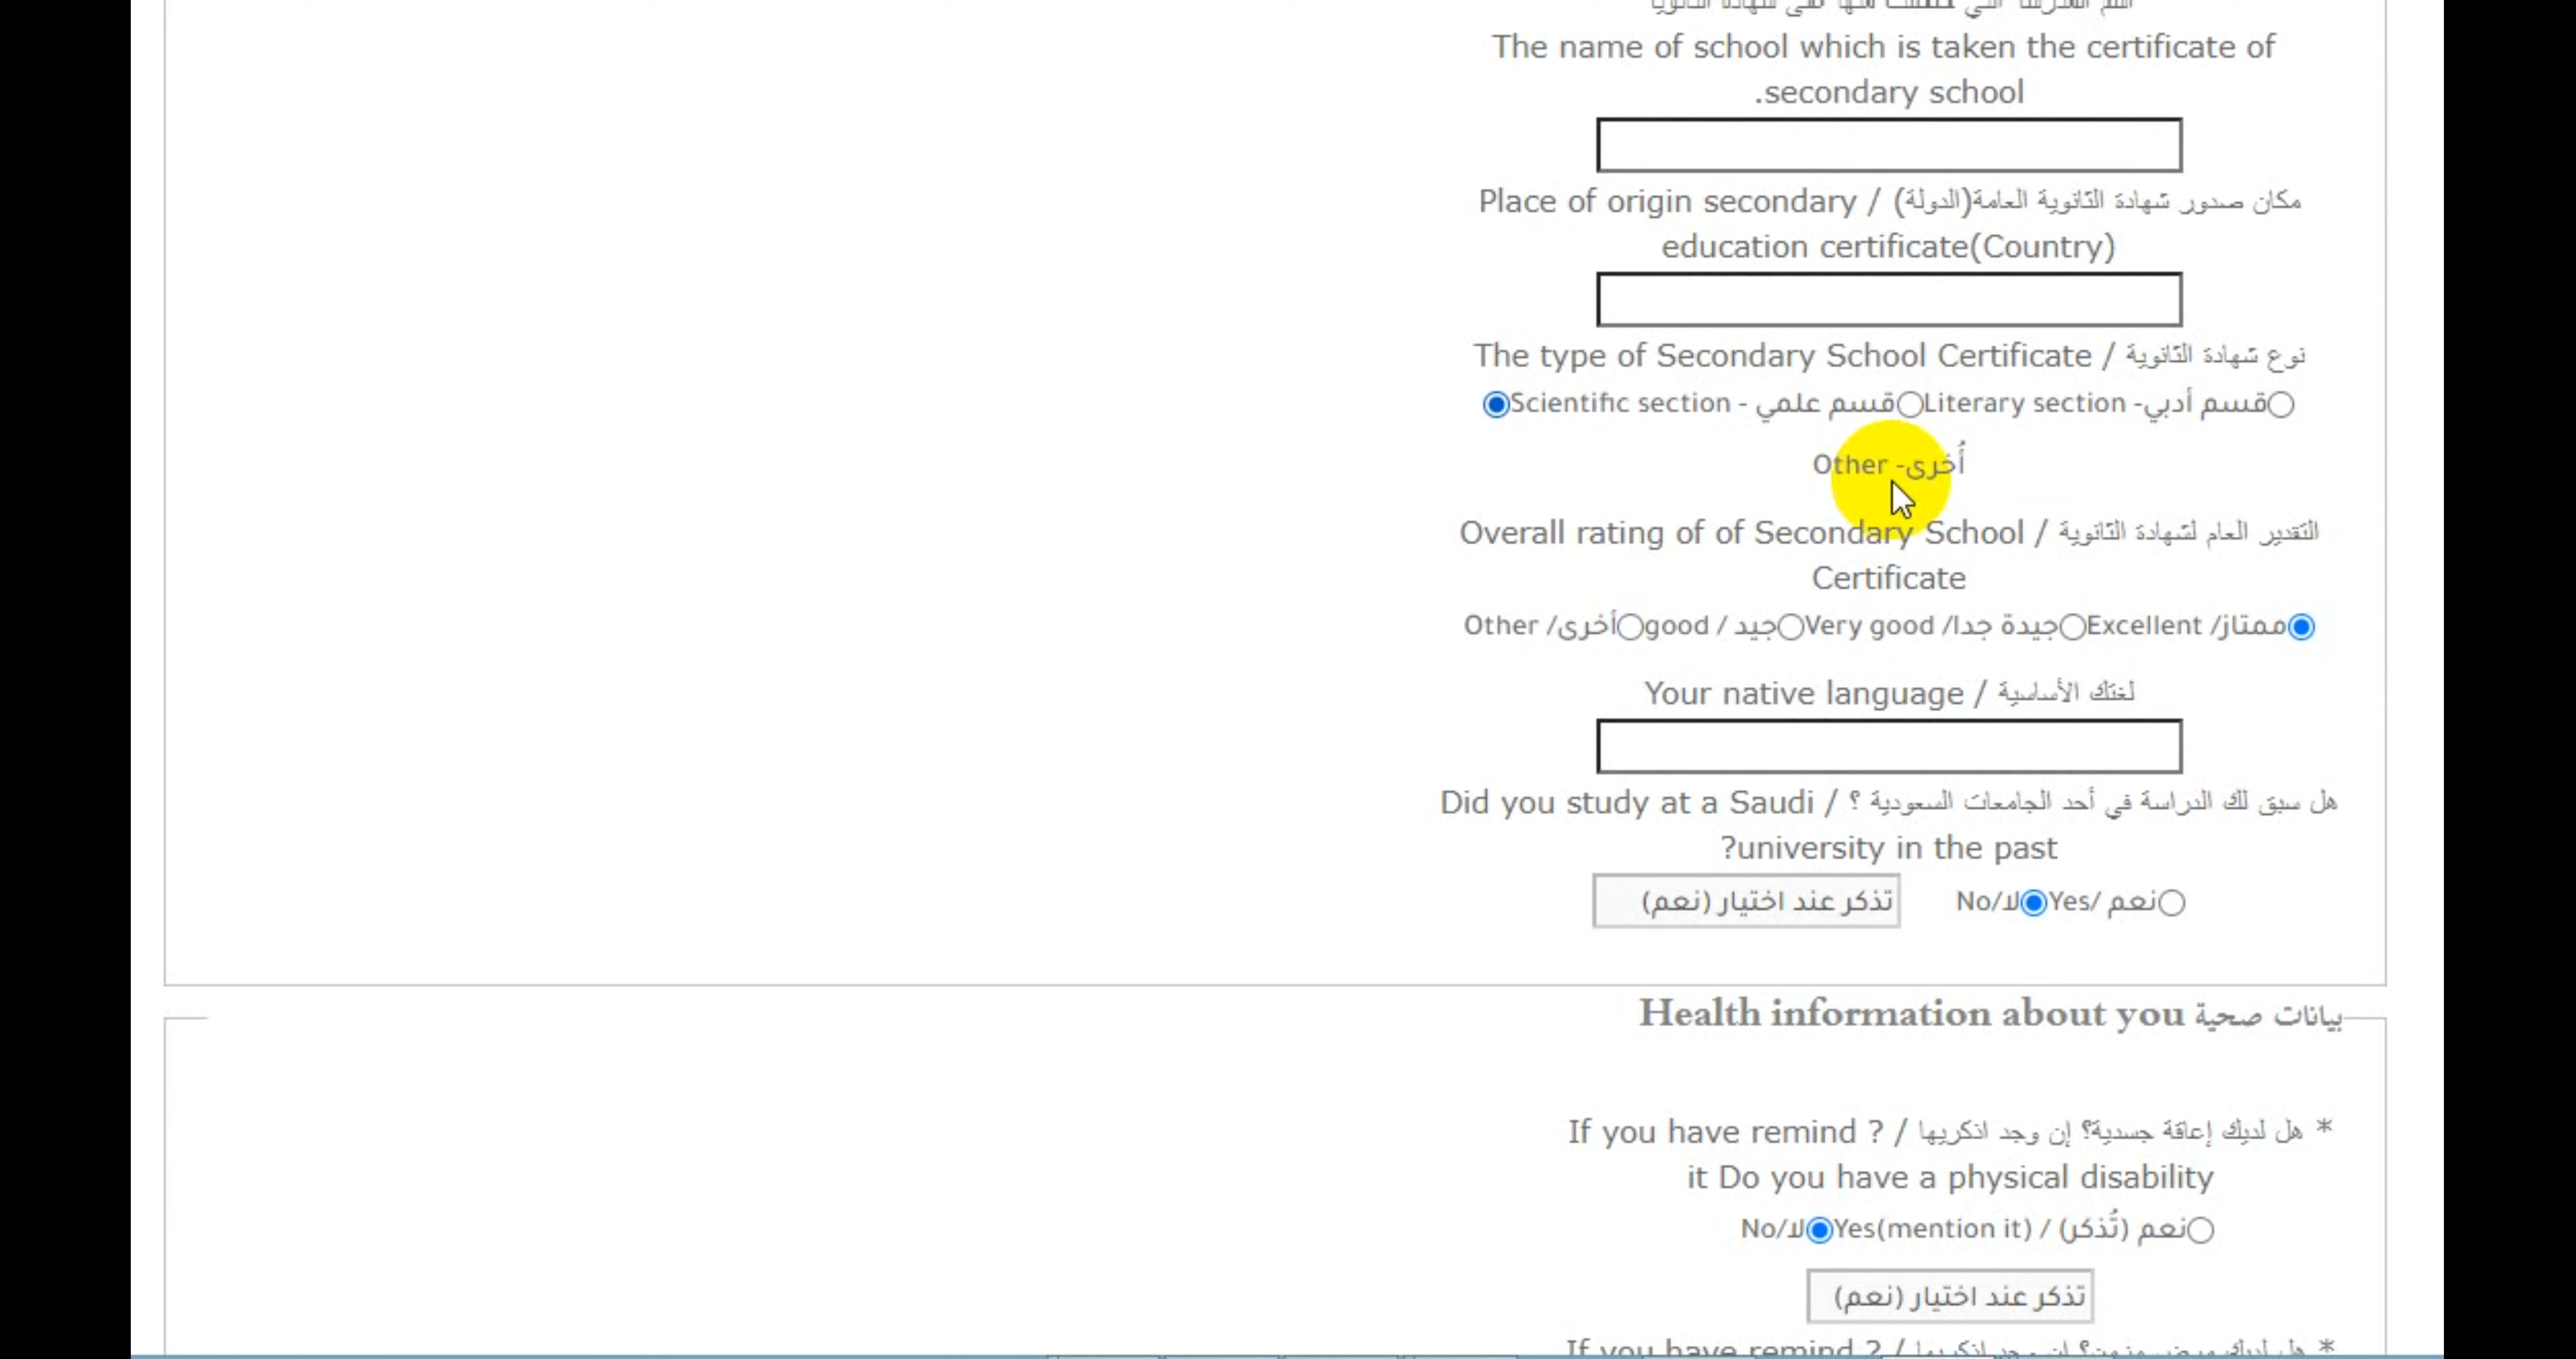 The name of school which is taken the certificate of
.secondary school
مكان صدور شهادة الثانوية العامة(الدولة) / Place of origin secondary
education certificate(Country)
نوع شهادة الثانوية / The type of Secondary School Certificate
قسم أدبي- Literary section قسم علمي - Scientific section
أُخرى- Other
التقدير العام لشهادة الثانوية / Overall rating of of Secondary School
Certificate
ممتاز/ Excellent جيدة جدا/ Very good جيد / good أخرى/ Other
لغتك الأساسية / Your native language
هل سبق لك الدراسة في أحد الجامعات السعودية ؟ / Did you study at a Saudi
?university in the past
نعم /Yes لا/No تذكر عند اختيار (نعم)
بيانات صحية Health information about you
* هل لديك إعاقة جسدية؟ إن وجد اذكريها / ? If you have remind
it Do you have a physical disability
نعم (تُذكر) / Yes(mention it) لا/No
تذكر عند اختيار (نعم)
* / ? If you have remind